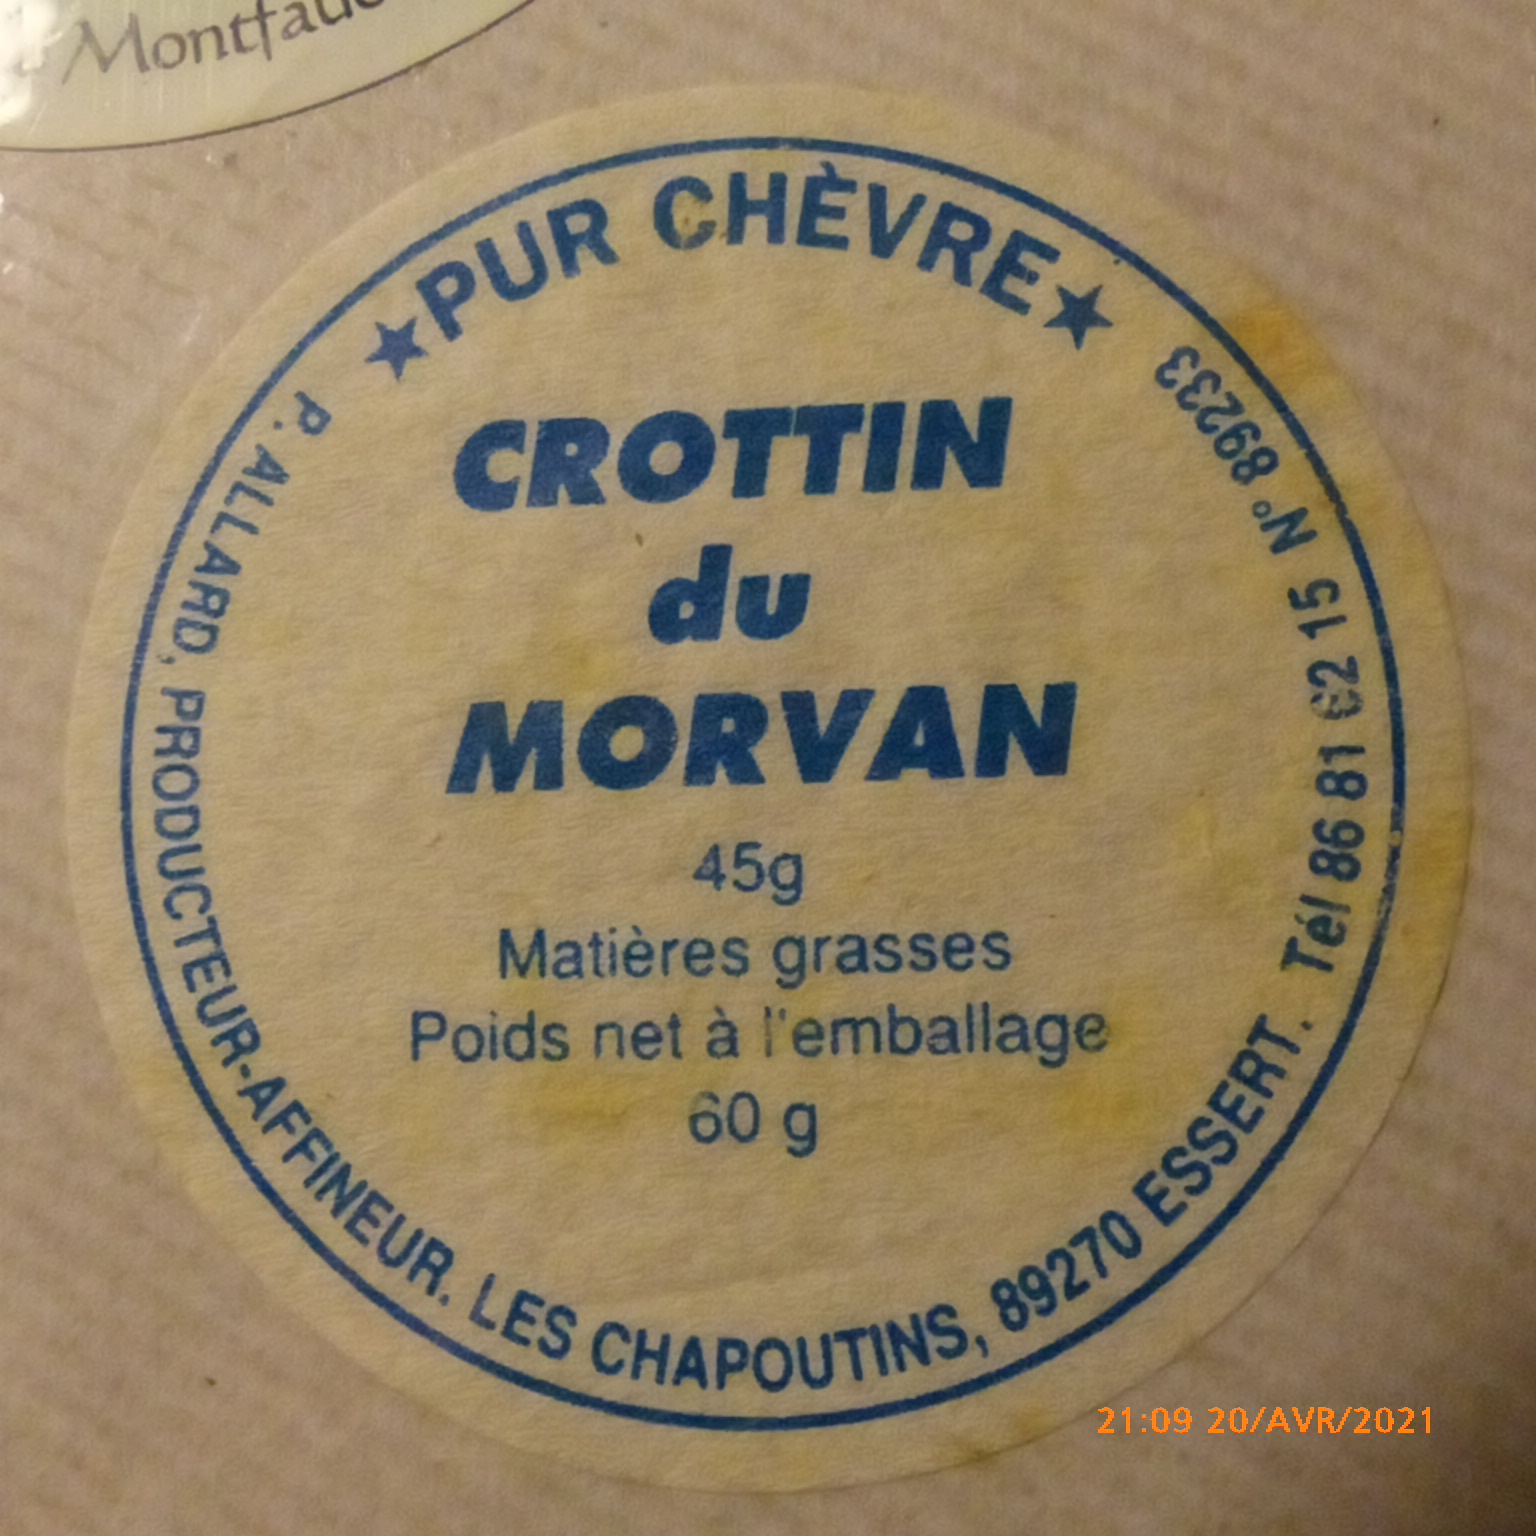 ★PUR CHÈVRE★
CROTTIN
du
MORVAN
45g
Matières grasses
Poids net à l'emballage
60 g
P. ALLARD, PRODUCTEUR-AFFINEUR. LES CHAPOUTINS, 89270 ESSERT. Tél 86 81 62 15 N° 89233
21:09 20/AVR/2021